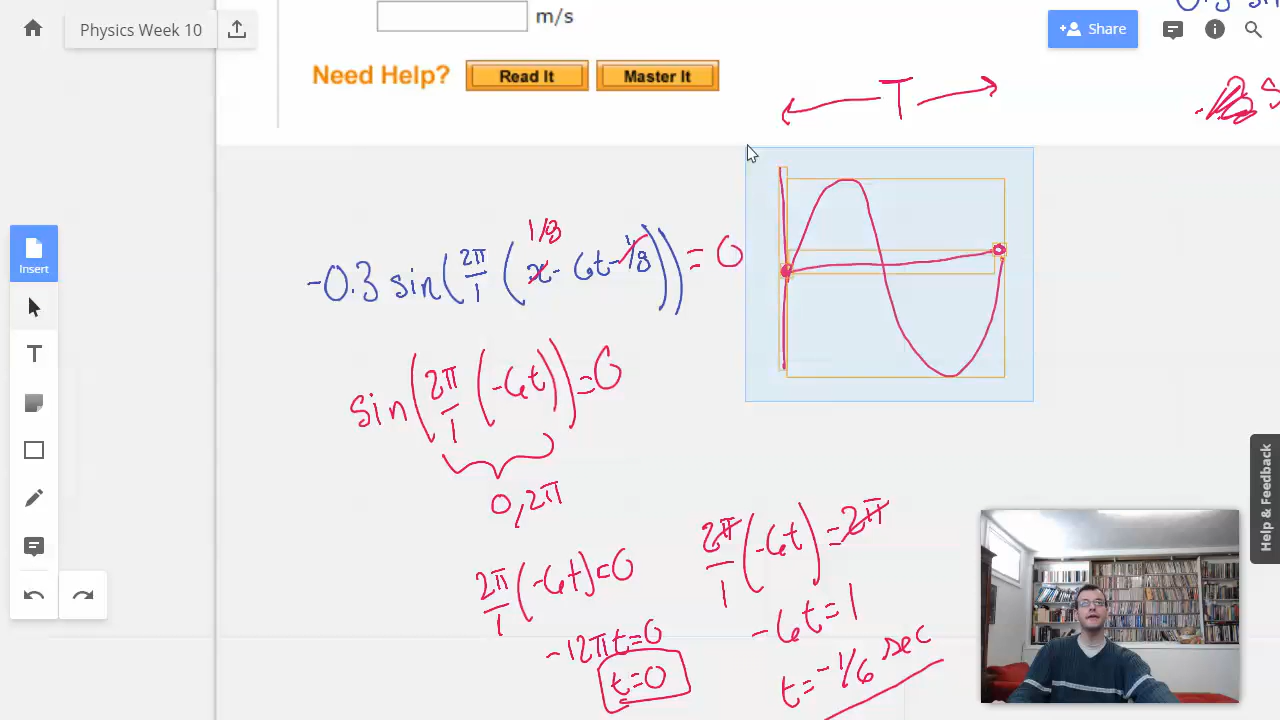 Physics Week 10
m/s
Share
Need Help? Read It Master It
T
1/8
-0.3 sin(2π/1 (x - 6t - 1/8)) = 0
sin(2π/1 (-6t)) = 0
0, 2π
2π/1 (-6t) = 0
-12πt = 0
t = 0
2π/1 (-6t) = 2π
-6t = 1
t = -1/6 sec
Insert
T
Help & Feedback